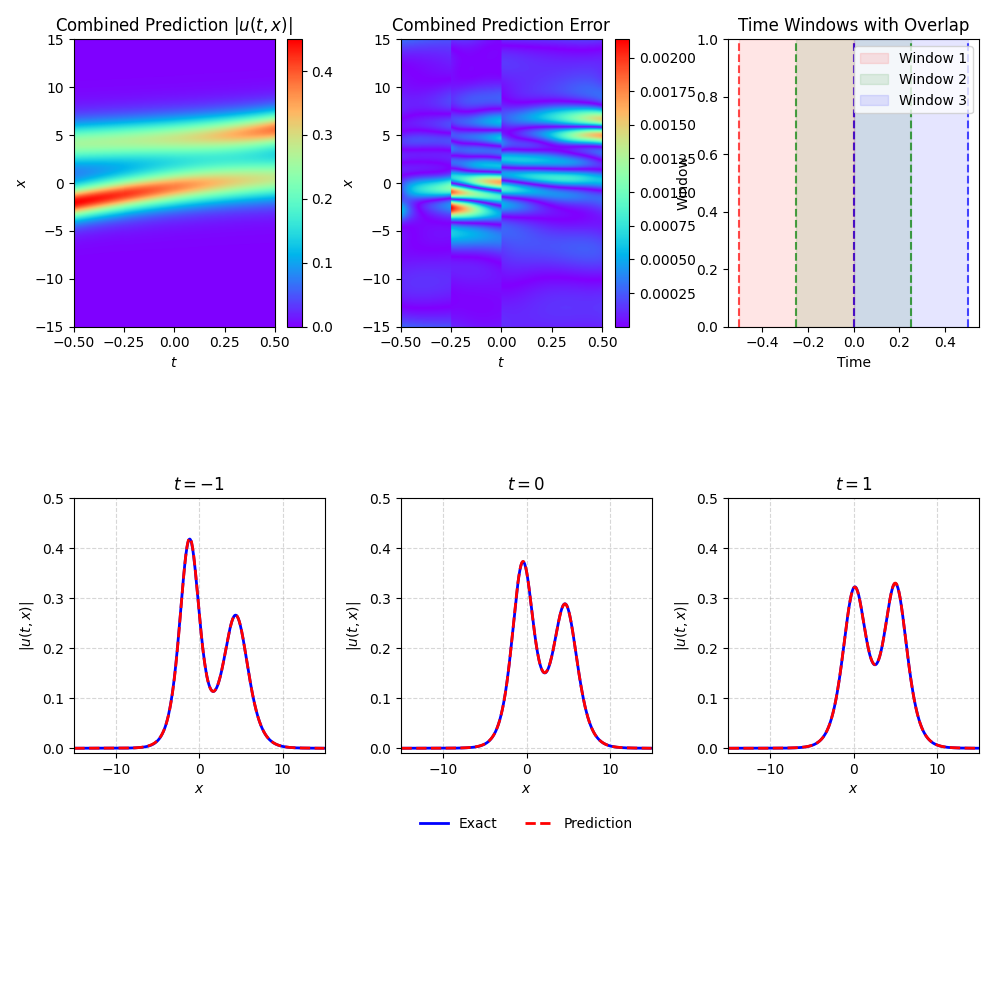 Combined Prediction |u(t, x)|
Combined Prediction Error
Time Windows with Overlap
15
10
5
0
−5
−10
−15
x
−0.50 −0.25 0.00 0.25 0.50
t
0.4
0.3
0.2
0.1
0.0
15
10
5
0
−5
−10
−15
x
−0.50 −0.25 0.00 0.25 0.50
t
0.00200
0.00175
0.00150
0.00125
0.00100
0.00075
0.00050
0.00025
Window
1.0
0.8
0.6
0.4
0.2
0.0
Window 1
Window 2
Window 3
−0.4 −0.2 0.0 0.2 0.4
Time
t = −1
t = 0
t = 1
0.5
0.4
0.3
0.2
0.1
0.0
|u(t, x)|
−10 0 10
x
0.5
0.4
0.3
0.2
0.1
0.0
|u(t, x)|
−10 0 10
x
0.5
0.4
0.3
0.2
0.1
0.0
|u(t, x)|
−10 0 10
x
Exact Prediction